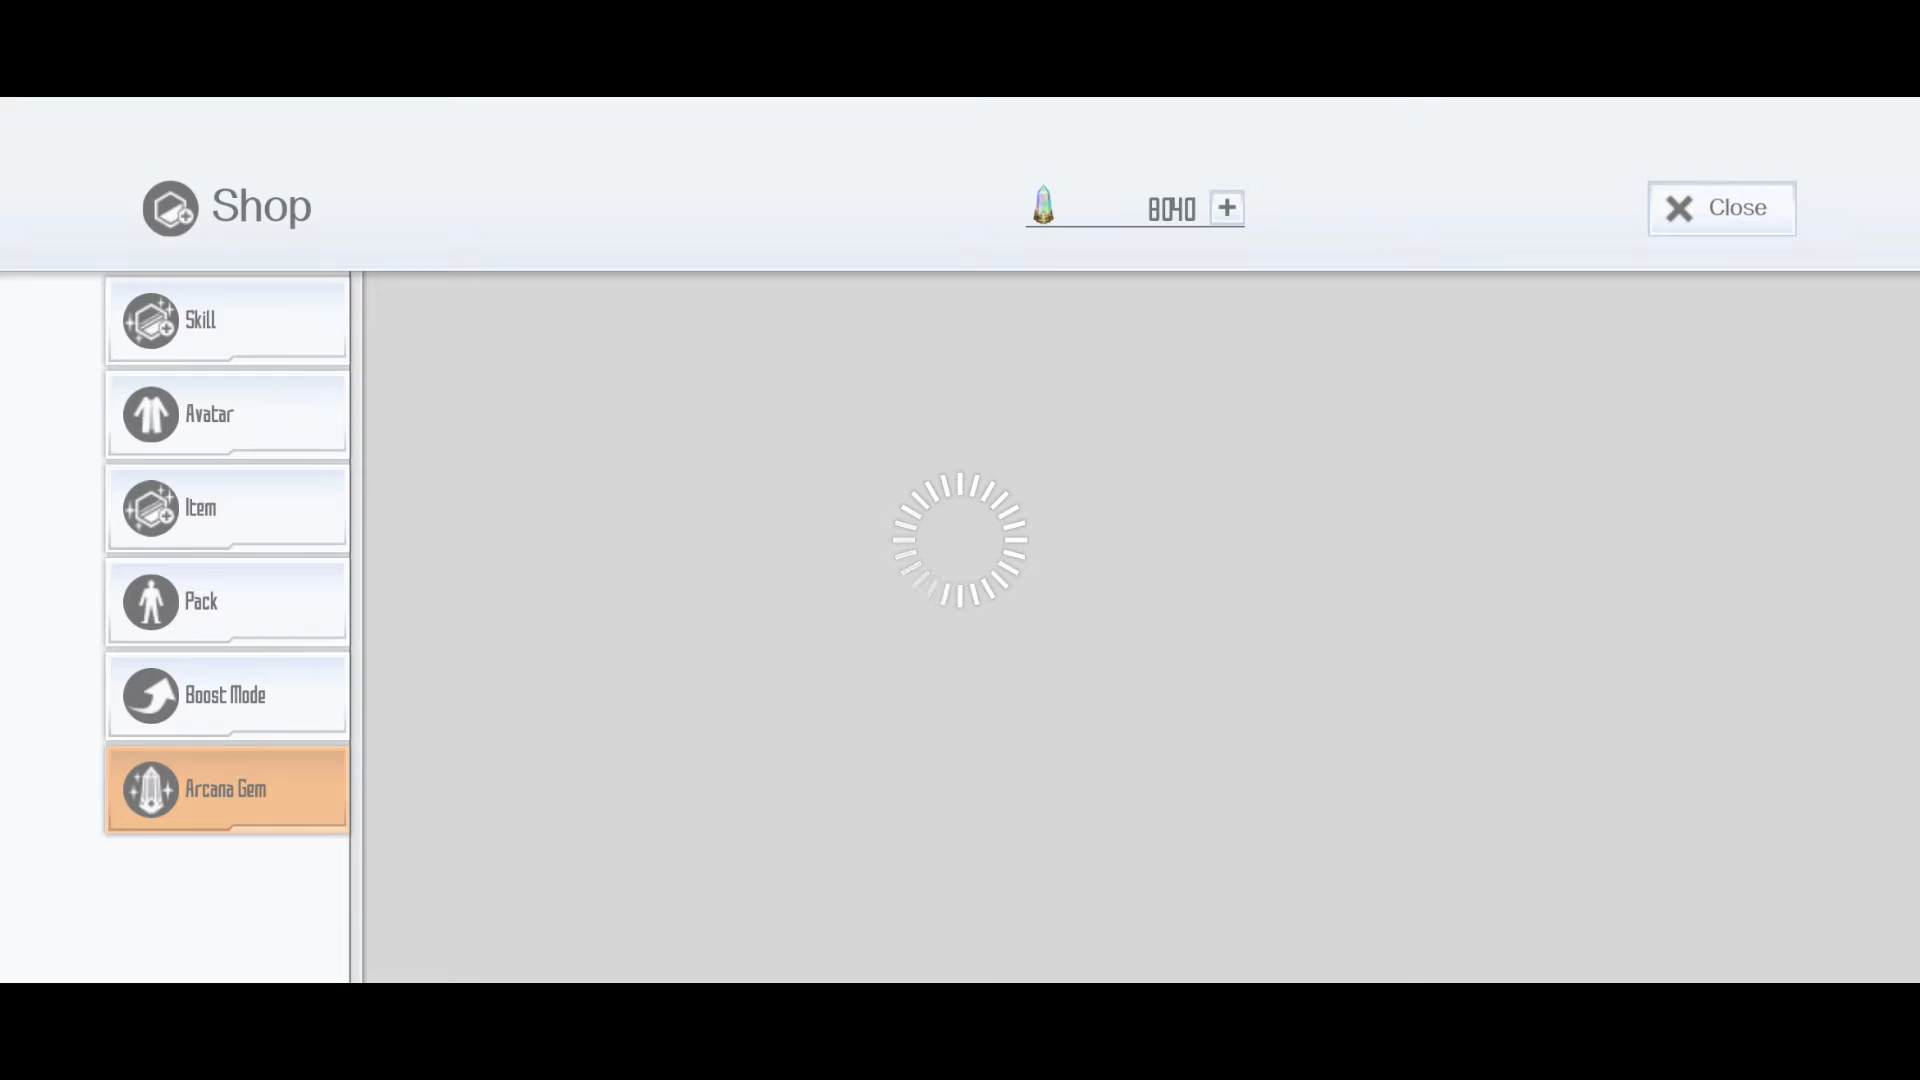 Shop
8040
Close
Skill
Avatar
Item
Pack
Boost Mode
Arcana Gem